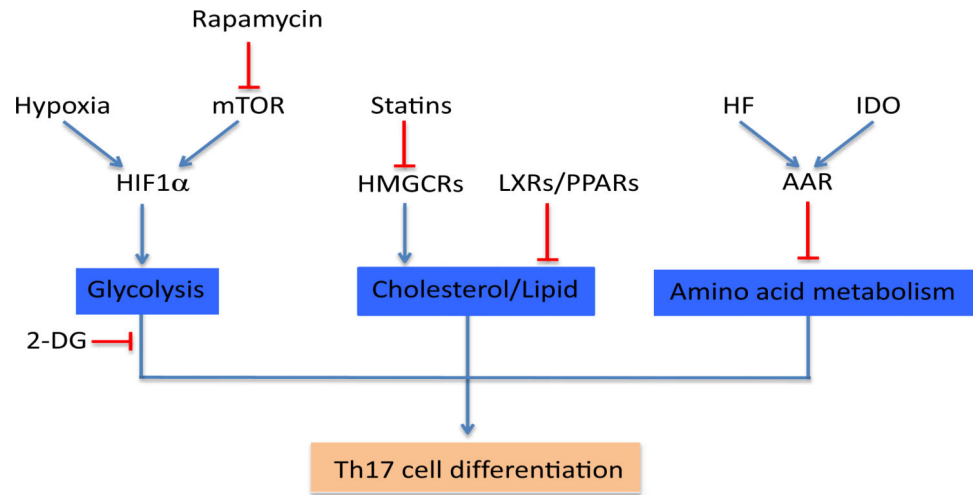 Rapamycin
Hypoxia
mTOR
Statins
HF
IDO
HIF1α
HMGCRs
LXRs/PPARs
AAR
Glycolysis
Cholesterol/Lipid
Amino acid metabolism
2-DG
Th17 cell differentiation